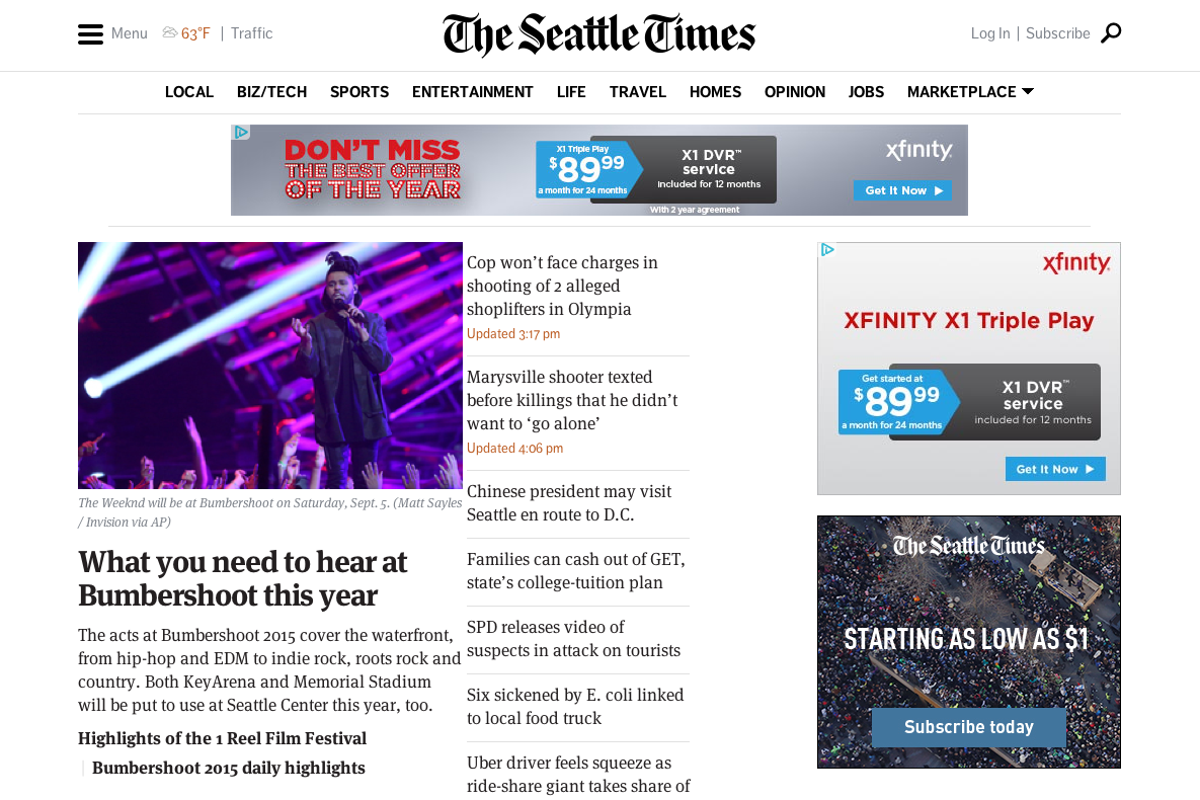 Menu 63°F | Traffic
The Seattle Times
Log In | Subscribe
LOCAL BIZ/TECH SPORTS ENTERTAINMENT LIFE TRAVEL HOMES OPINION JOBS MARKETPLACE
DON'T MISS
THE BEST OFFER
OF THE YEAR
X1 Triple Play
$89.99
a month for 24 months
X1 DVR™
service
included for 12 months
With 2 year agreement
xfinity
Get It Now
The Weeknd will be at Bumbershoot on Saturday, Sept. 5. (Matt Sayles
/ Invision via AP)
What you need to hear at
Bumbershoot this year
The acts at Bumbershoot 2015 cover the waterfront,
from hip-hop and EDM to indie rock, roots rock and
country. Both KeyArena and Memorial Stadium
will be put to use at Seattle Center this year, too.
Highlights of the 1 Reel Film Festival
Bumbershoot 2015 daily highlights
Cop won’t face charges in
shooting of 2 alleged
shoplifters in Olympia
Updated 3:17 pm
Marysville shooter texted
before killings that he didn’t
want to ‘go alone’
Updated 4:06 pm
Chinese president may visit
Seattle en route to D.C.
Families can cash out of GET,
state’s college-tuition plan
SPD releases video of
suspects in attack on tourists
Six sickened by E. coli linked
to local food truck
Uber driver feels squeeze as
ride-share giant takes share of
xfinity
XFINITY X1 Triple Play
Get started at
$89.99
a month for 24 months
X1 DVR™
service
included for 12 months
Get It Now
The Seattle Times
STARTING AS LOW AS $1
Subscribe today